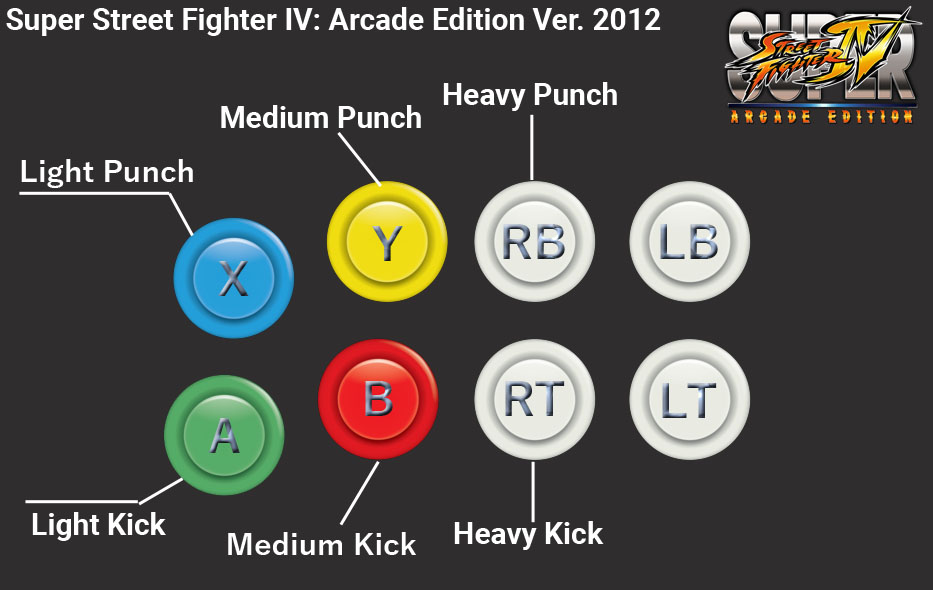 Super Street Fighter IV: Arcade Edition Ver. 2012
SUPER
STREET
FIGHTER IV
ARCADE EDITION
Heavy Punch
Medium Punch
Light Punch
X
Y
RB
LB
A
B
RT
LT
Light Kick
Medium Kick
Heavy Kick